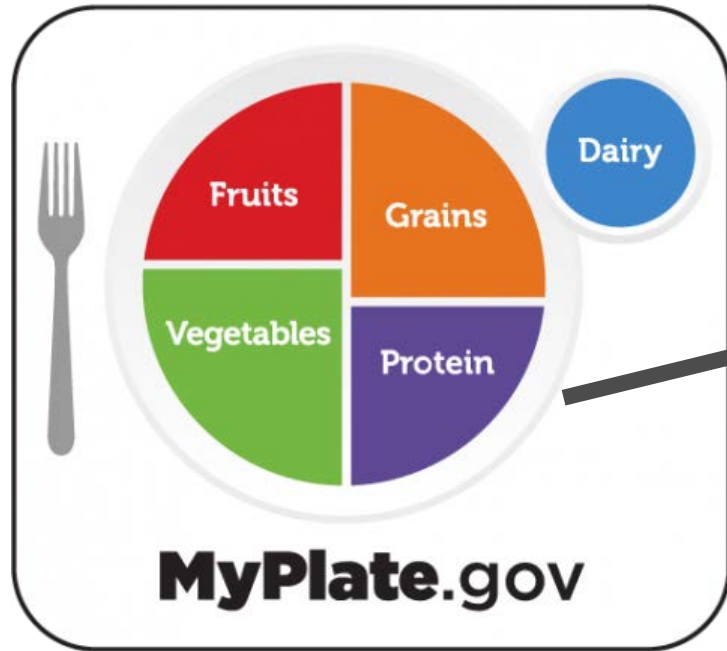 Fruits
Grains
Dairy
Vegetables
Protein
MyPlate.gov